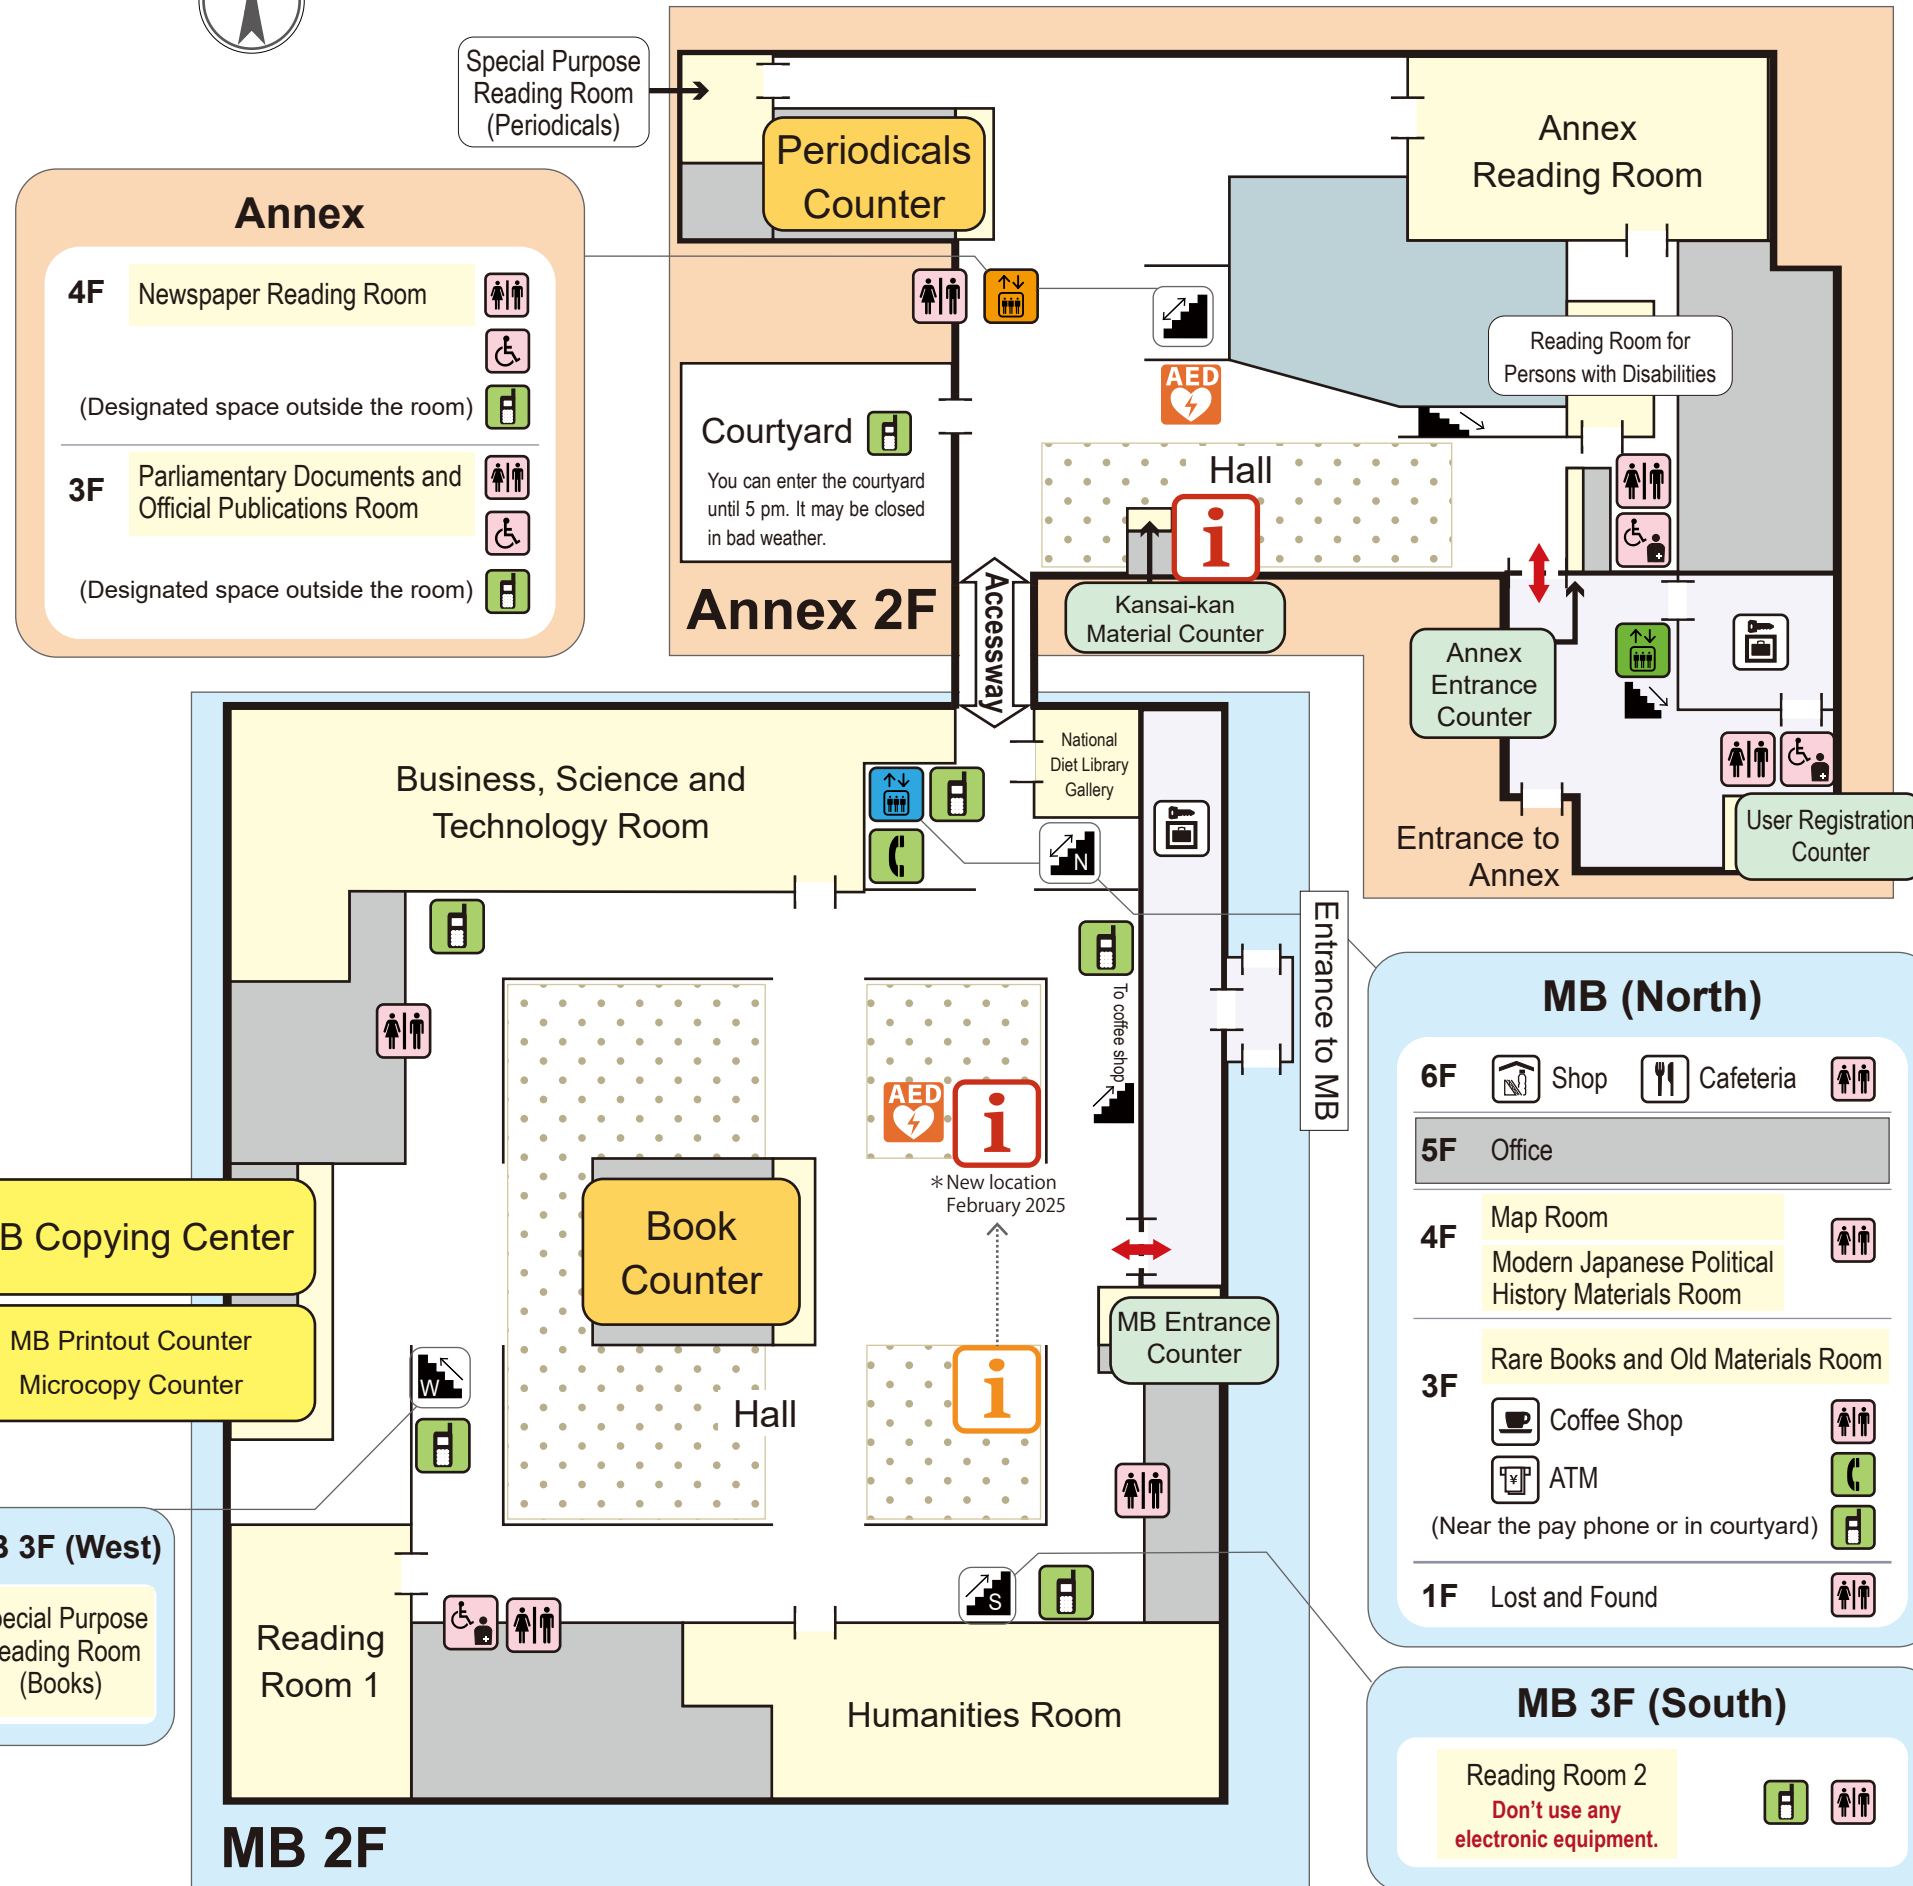 Special Purpose
Reading Room
(Periodicals)
Periodicals
Counter
Annex
Reading Room
Annex
4F Newspaper Reading Room
(Designated space outside the room)
3F Parliamentary Documents and
Official Publications Room
(Designated space outside the room)
Reading Room for
Persons with Disabilities
AED
Courtyard
You can enter the courtyard
until 5 pm. It may be closed
in bad weather.
Hall
i
Annex 2F
Accessway
Kansai-kan
Material Counter
Annex
Entrance
Counter
User Registration
Counter
Entrance to
Annex
Business, Science and
Technology Room
National
Diet Library
Gallery
N
Entrance to MB
To coffee shop
AED
i
*New location
February 2025
B Copying Center
MB Printout Counter
Microcopy Counter
Book
Counter
MB Entrance
Counter
W
Hall
i
3F (West)
Special Purpose
Reading Room
(Books)
Reading
Room 1
S
Humanities Room
MB 2F
MB (North)
6F Shop Cafeteria
5F Office
4F Map Room
Modern Japanese Political
History Materials Room
3F Rare Books and Old Materials Room
Coffee Shop
¥ ATM
(Near the pay phone or in courtyard)
1F Lost and Found
MB 3F (South)
Reading Room 2
Don't use any
electronic equipment.